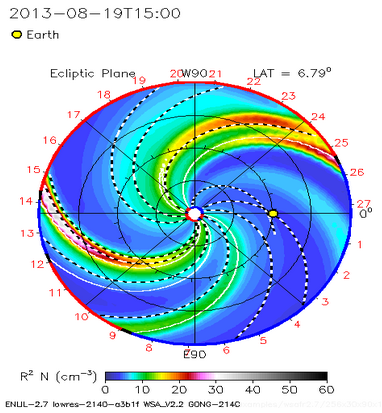 2013-08-19T15:00
Earth
Ecliptic Plane W90 LAT = 6.79°
20 21
19 22
18 23
17 24
16 25
15 26
14 27
0°
13 1
12 2
11 3
10 4
9 5
8 7 6
E90
R² N (cm⁻³)
0 10 20 30 40 50 60
ENLIL-2.7 lowres-2140-a3b1f WSA_V2.2 GONG-2140